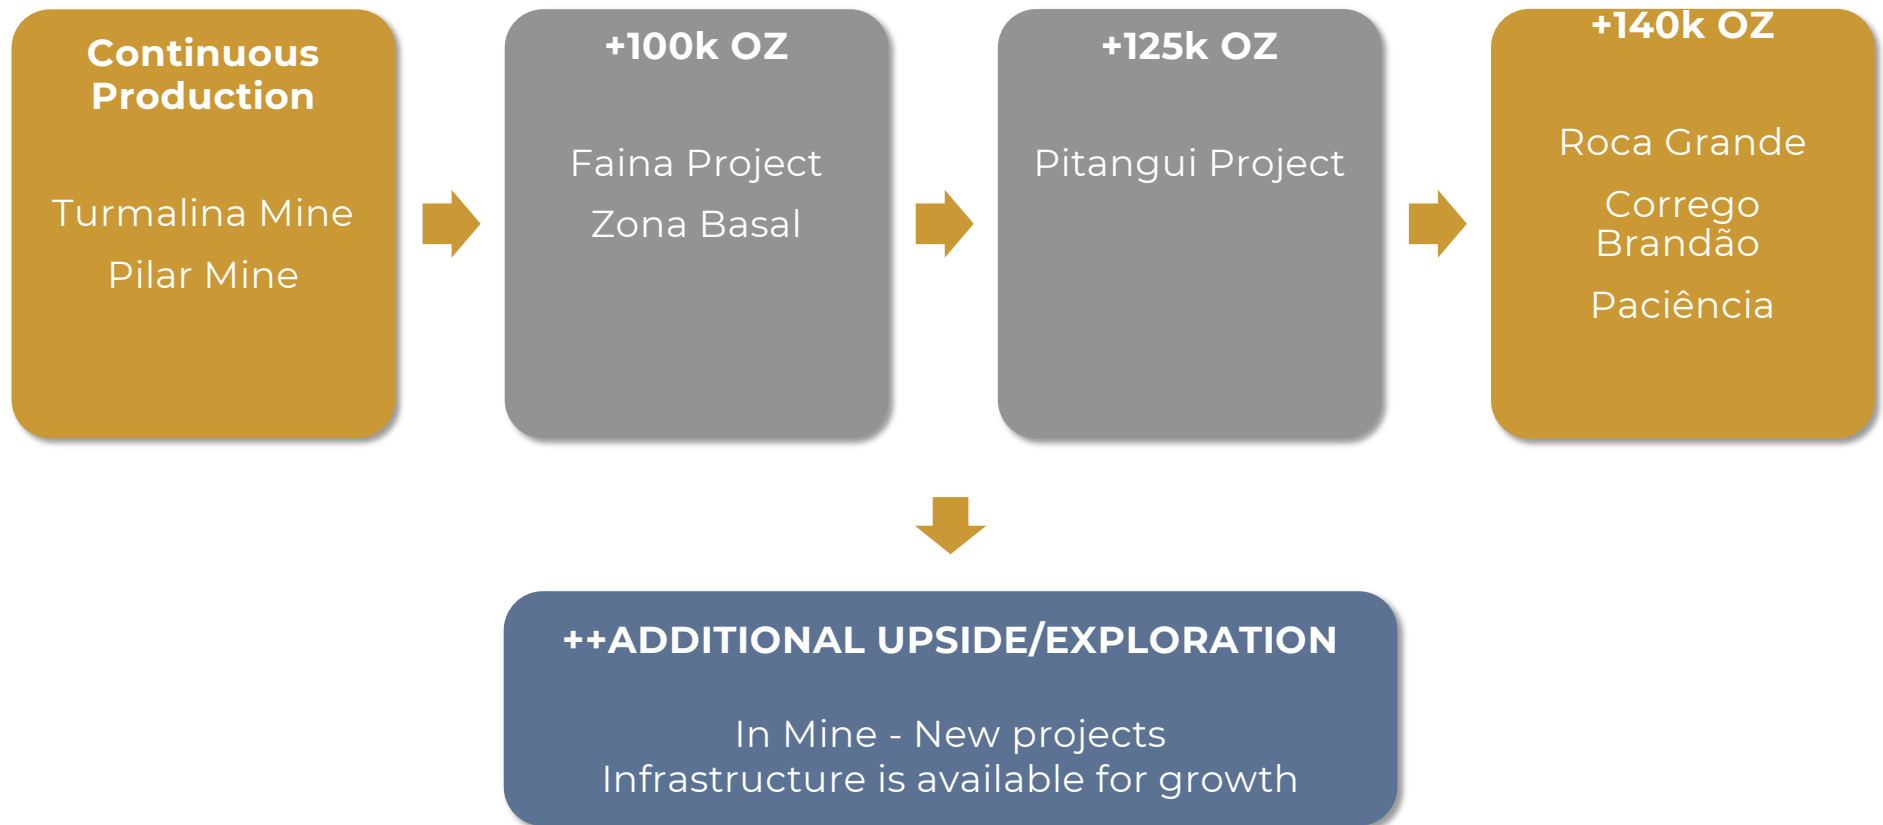 Continuous
Production
Turmalina Mine
Pilar Mine
+100k OZ
Faina Project
Zona Basal
+125k OZ
Pitangui Project
+140k OZ
Roca Grande
Corrego
Brandão
Paciência
++ADDITIONAL UPSIDE/EXPLORATION
In Mine - New projects
Infrastructure is available for growth